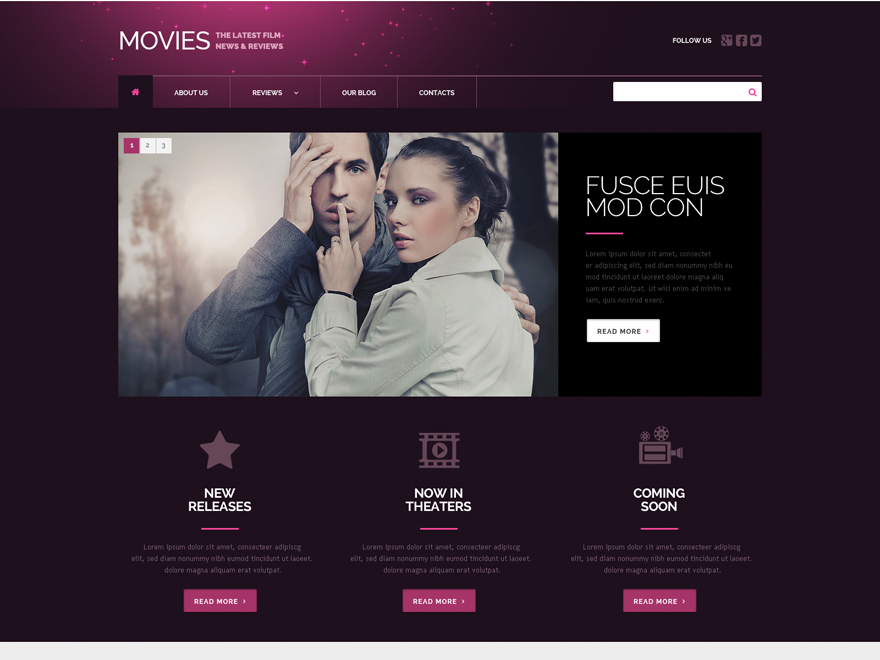 MOVIES
THE LATEST FILM
NEWS & REVIEWS
FOLLOW US
ABOUT US
REVIEWS
OUR BLOG
CONTACTS
1 2 3
FUSCE EUIS
MOD CON
Lorem ipsum dolor sit amet, consectet
er adipiscing elit, sed diam nonummy nibh eu
mod tincidunt ut laoreet dolore magna aliq
uam erat volutpat. Ut wisi enim ad minim ve
iam, quis nostrud exerc.
READ MORE
NEW
RELEASES
Lorem ipsum dolor sit amet, consecteer adipiscg
elit, sed diam nonummy nibh eumod tincidunt ut laoeet.
dolore magna aliquam erat volutpat.
READ MORE
NOW IN
THEATERS
Lorem ipsum dolor sit amet, consecteer adipiscg
elit, sed diam nonummy nibh eumod tincidunt ut laoeet.
dolore magna aliquam erat volutpat.
READ MORE
COMING
SOON
Lorem ipsum dolor sit amet, consecteer adipiscg
elit, sed diam nonummy nibh eumod tincidunt ut laoeet.
dolore magna aliquam erat volutpat.
READ MORE